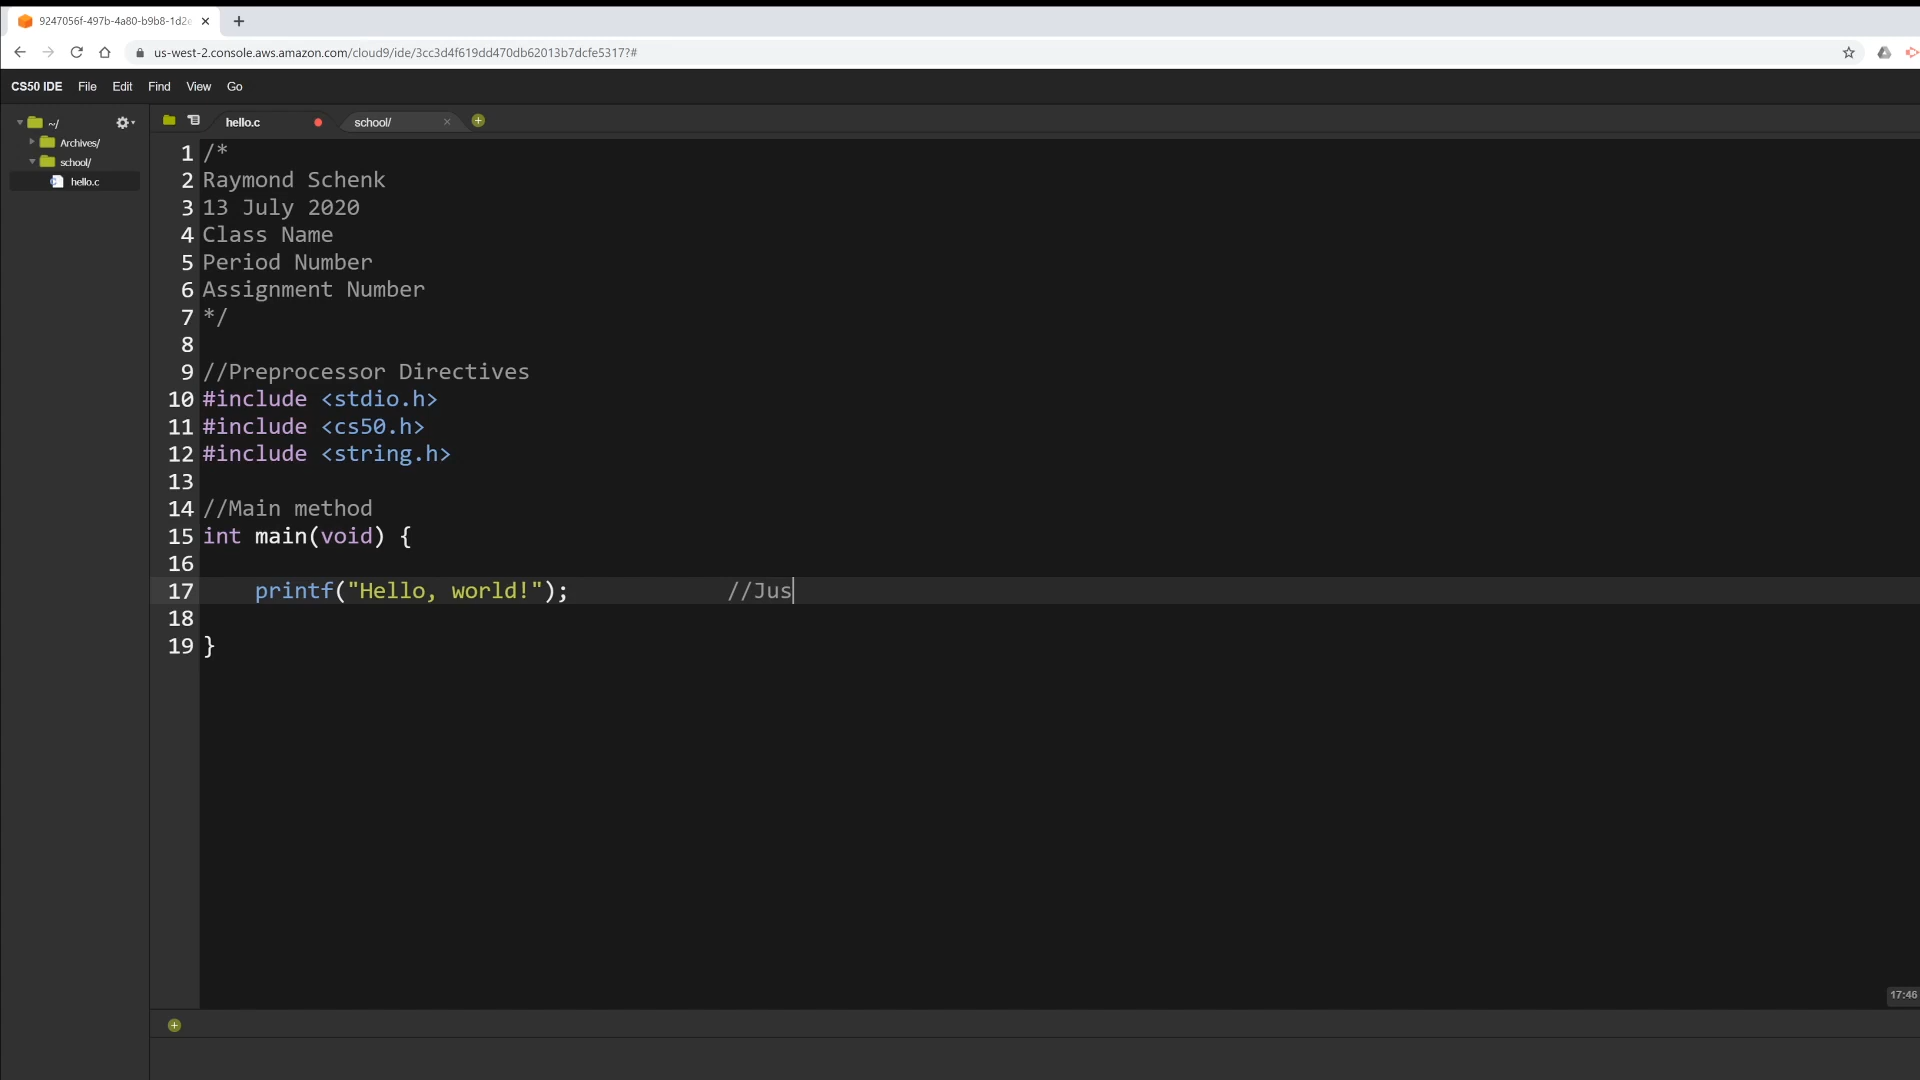 9247056f-497b-4a80-b9b8-1d2e
us-west-2.console.aws.amazon.com/cloud9/ide/3cc3d4f619dd470db62013b7dcfe5317?#
CS50 IDE File Edit Find View Go
~/
Archives/
school/
hello.c
hello.c school/
1 /*
2 Raymond Schenk
3 13 July 2020
4 Class Name
5 Period Number
6 Assignment Number
7 */
8
9 //Preprocessor Directives
10 #include <stdio.h>
11 #include <cs50.h>
12 #include <string.h>
13
14 //Main method
15 int main(void) {
16
17     printf("Hello, world!");            //Jus
18
19 }
17:46